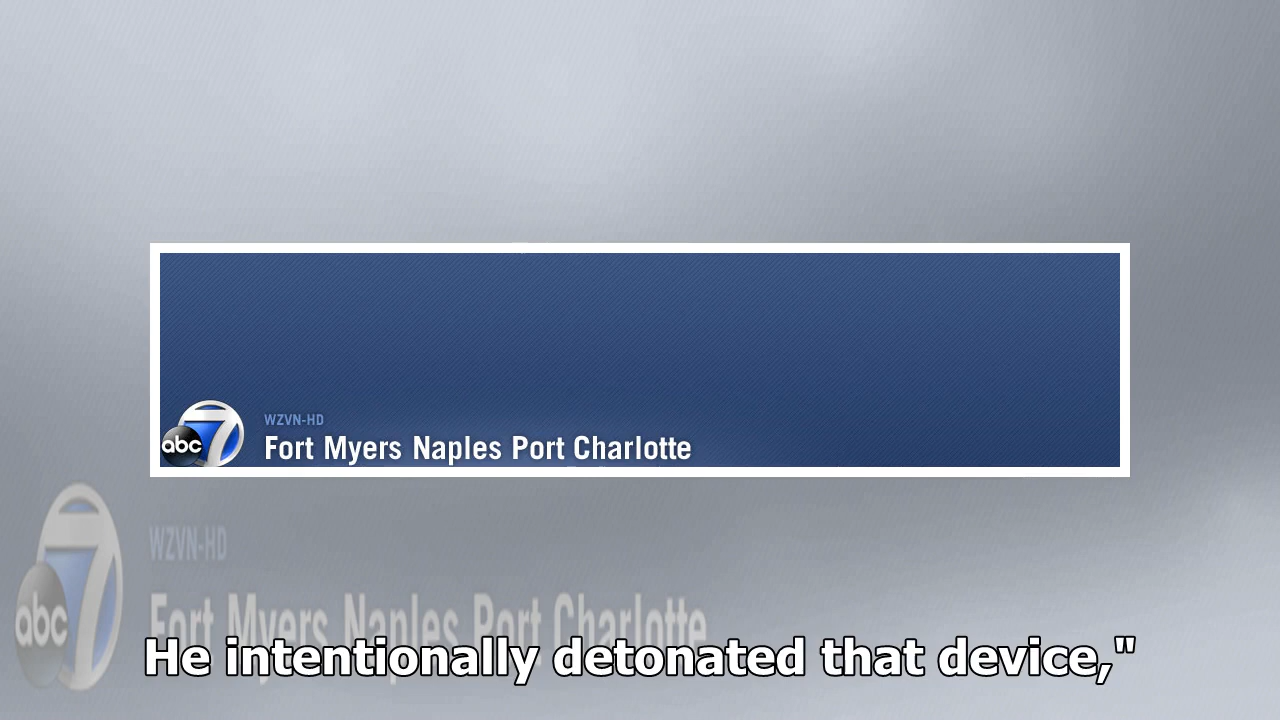 abc 7
WZVN-HD
Fort Myers Naples Port Charlotte
abc 7
WZVN-HD
Fort Myers Naples Port Charlotte
He intentionally detonated that device,"